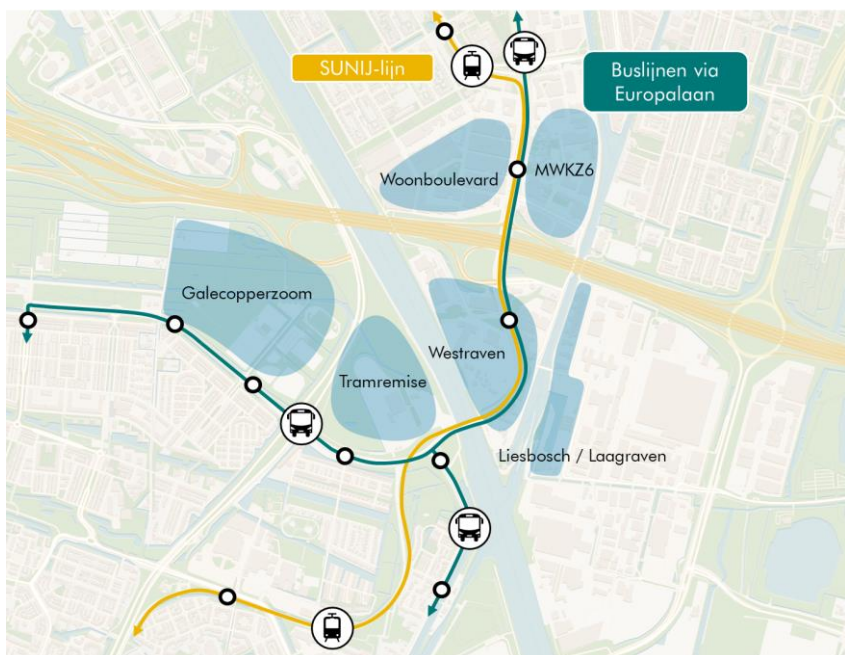 SUNIJ-lijn
Buslijnen via
Europalaan
Woonboulevard
MWKZ6
Galecopperzoom
Westraven
Tramremise
Liesbosch / Laagraven